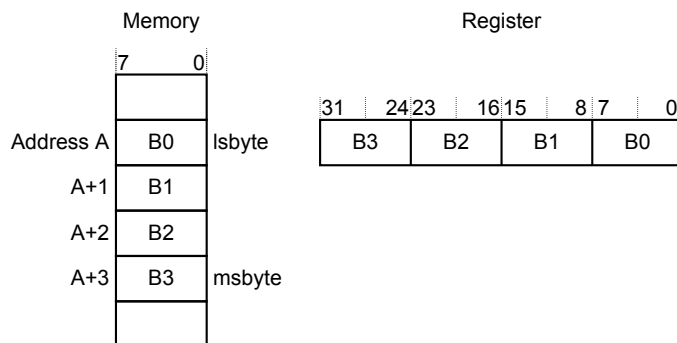 Memory Register
7 0
31 24 23 16 15 8 7 0
Address A B0 lsbyte B3 B2 B1 B0
A+1 B1
A+2 B2
A+3 B3 msbyte